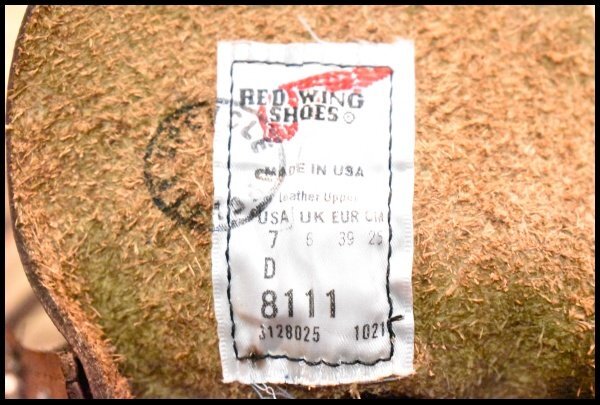 RED WING
SHOES®
MADE IN USA
Leather Upper
USA UK EUR CM
7 6 39 25
D
8111
3128025 1021